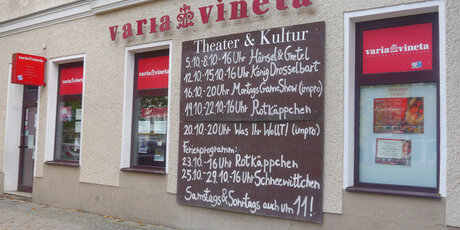 varia vineta
Theater & Kultur
5.10-8.10-16 Uhr Hänsel & Gretel
12.10-15.10-16 Uhr König Drosselbart
16.10-20 Uhr Montags Game Show (impro)
19.10-22.10-16 Uhr Rotkäppchen
20.10-20 Uhr Was Ihr Wollt! (impro)
Ferienprogramm:
23.10.-16 Uhr Rotkäppchen
25.10.-29.10-16 Uhr Schneewittchen
Samstags & Sonntags auch um 11!
varia vineta
varia vineta
varia vineta
varia vineta